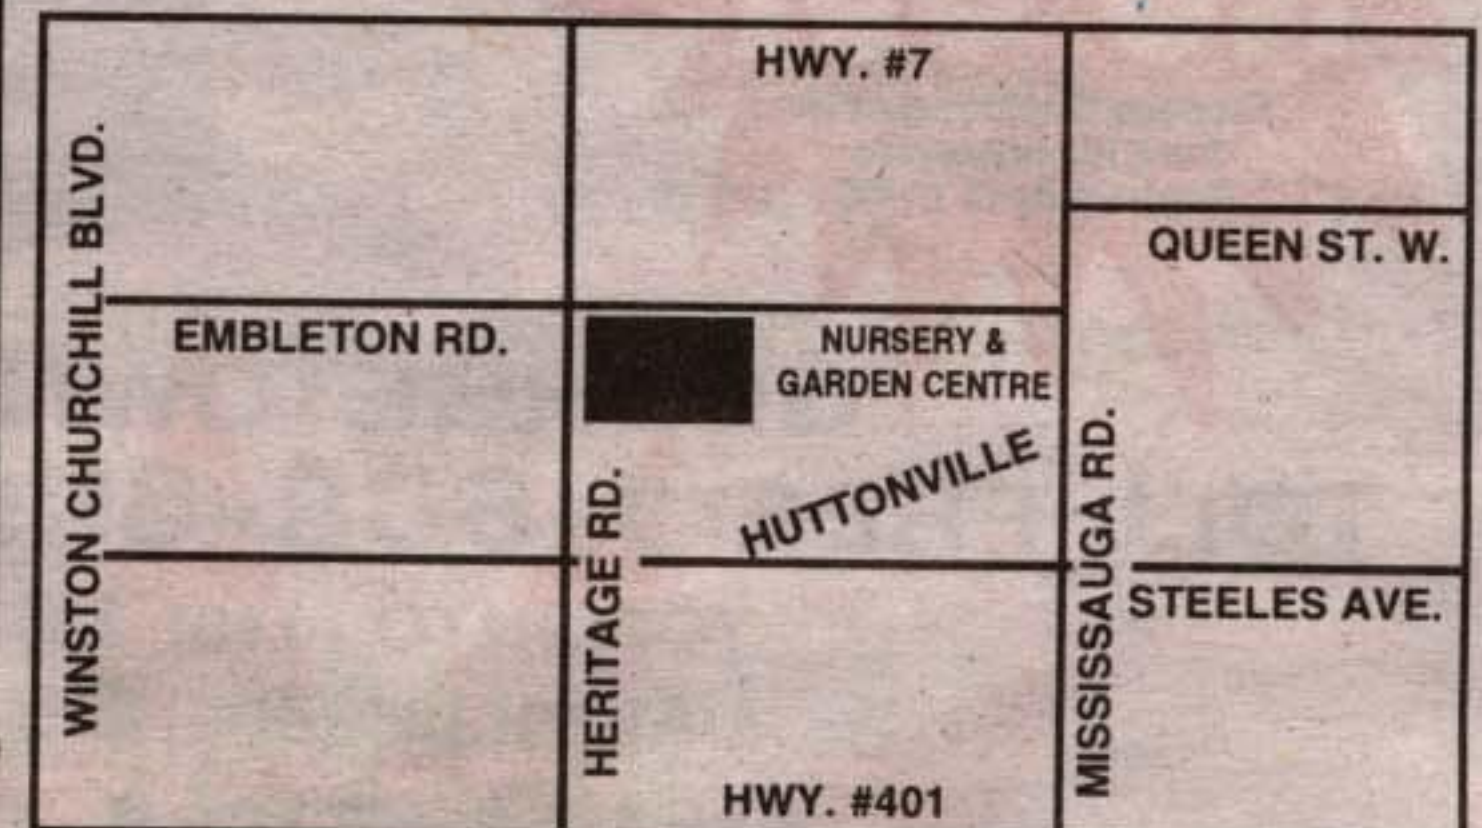 HWY. #7
WINSTON CHURCHILL BLVD.
QUEEN ST. W.
EMBLETON RD.
NURSERY &
GARDEN CENTRE
HUTTONVILLE
HERITAGE RD.
MISSISSAUGA RD.
STEELES AVE.
HWY. #401